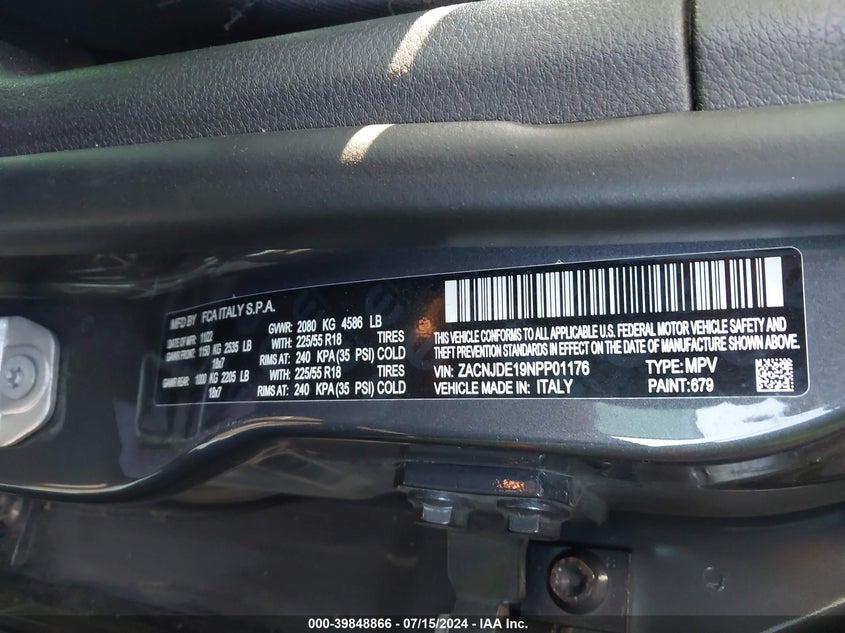 MFD BY FCA ITALY S.P.A.
DATE OF MFR: 11/22 GVWR: 2080 KG 4586 LB
GAWR FRONT: 1150 KG 2535 LB WITH: 225/55 R18 TIRES
18x7 RIMS AT: 240 KPA (35 PSI) COLD
GAWR REAR: 1000 KG 2205 LB WITH: 225/55 R18 TIRES
18x7 RIMS AT: 240 KPA (35 PSI) COLD
THIS VEHICLE CONFORMS TO ALL APPLICABLE U.S. FEDERAL MOTOR VEHICLE SAFETY AND
THEFT PREVENTION STANDARDS IN EFFECT ON THE DATE OF MANUFACTURE SHOWN ABOVE.
VIN: ZACNJDE19NPP01176 TYPE: MPV
VEHICLE MADE IN: ITALY PAINT: 679
000-39848866 / 07/15/2024 - IAA Inc.